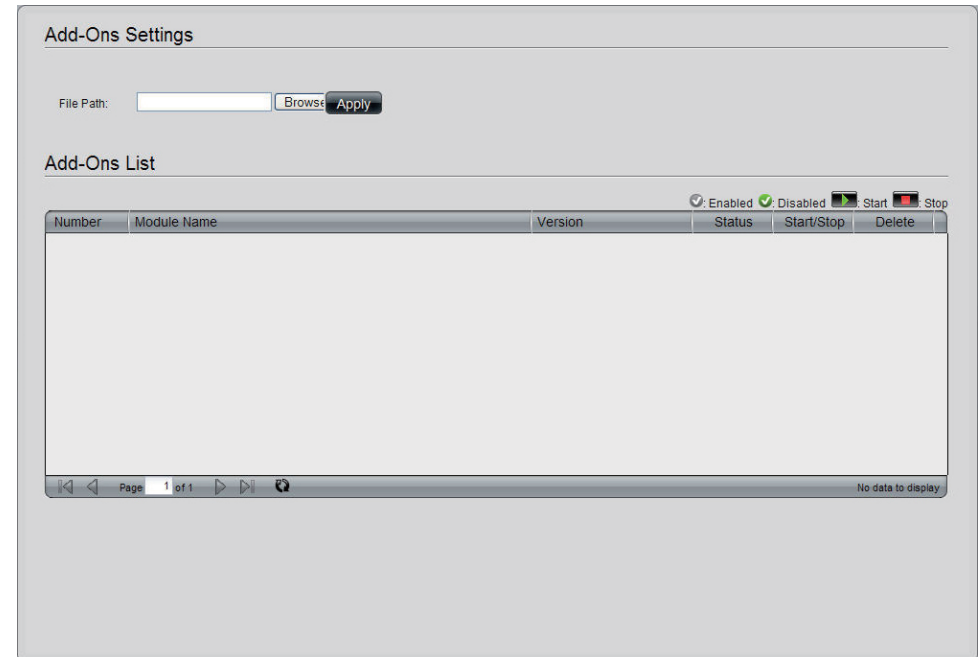 Add-Ons Settings
File Path: Browse Apply
Add-Ons List
: Enabled : Disabled : Start : Stop
Number Module Name Version Status Start/Stop Delete
Page 1 of 1 No data to display